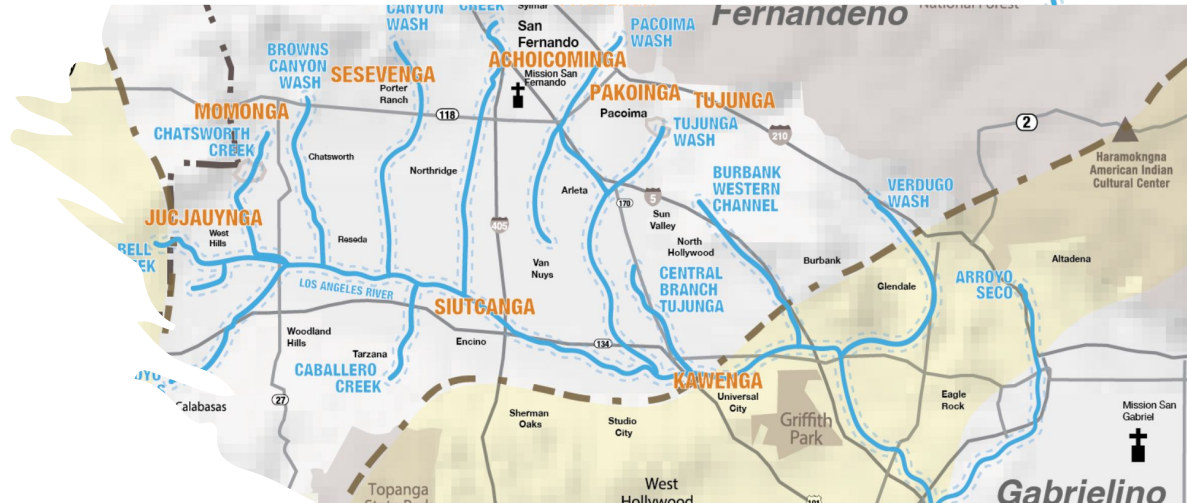 CANYON
WASH
CREEK
Sylmar
San
Fernando
PACOIMA
WASH
Fernandeño
National Forest
BROWNS
CANYON
WASH
SESEVENGA
Porter
Ranch
ACHOICOMINGA
Mission San
Fernando
PAKOINGA
TUJUNGA
MOMONGA
CHATSWORTH
CREEK
118
Pacoima
TUJUNGA
WASH
210
2
Chatsworth
Northridge
Haramokngna
American Indian
Cultural Center
BURBANK
WESTERN
CHANNEL
VERDUGO
WASH
Arleta
170
5
JUCJAUYNGA
West
Hills
BELL
Reseda
405
Sun
Valley
North
Hollywood
Burbank
Altadena
Van
Nuys
CENTRAL
BRANCH
TUJUNGA
ARROYO
SECO
LOS ANGELES RIVER
Glendale
SIUTCANGA
Woodland
Hills
Encino
134
Tarzana
CABALLERO
CREEK
KAWENGA
Universal
City
Calabasas
27
Eagle
Rock
Sherman
Oaks
Studio
City
Griffith
Park
Mission San
Gabriel
West
Hollywood
Topanga
State Park
101
Gabrielino